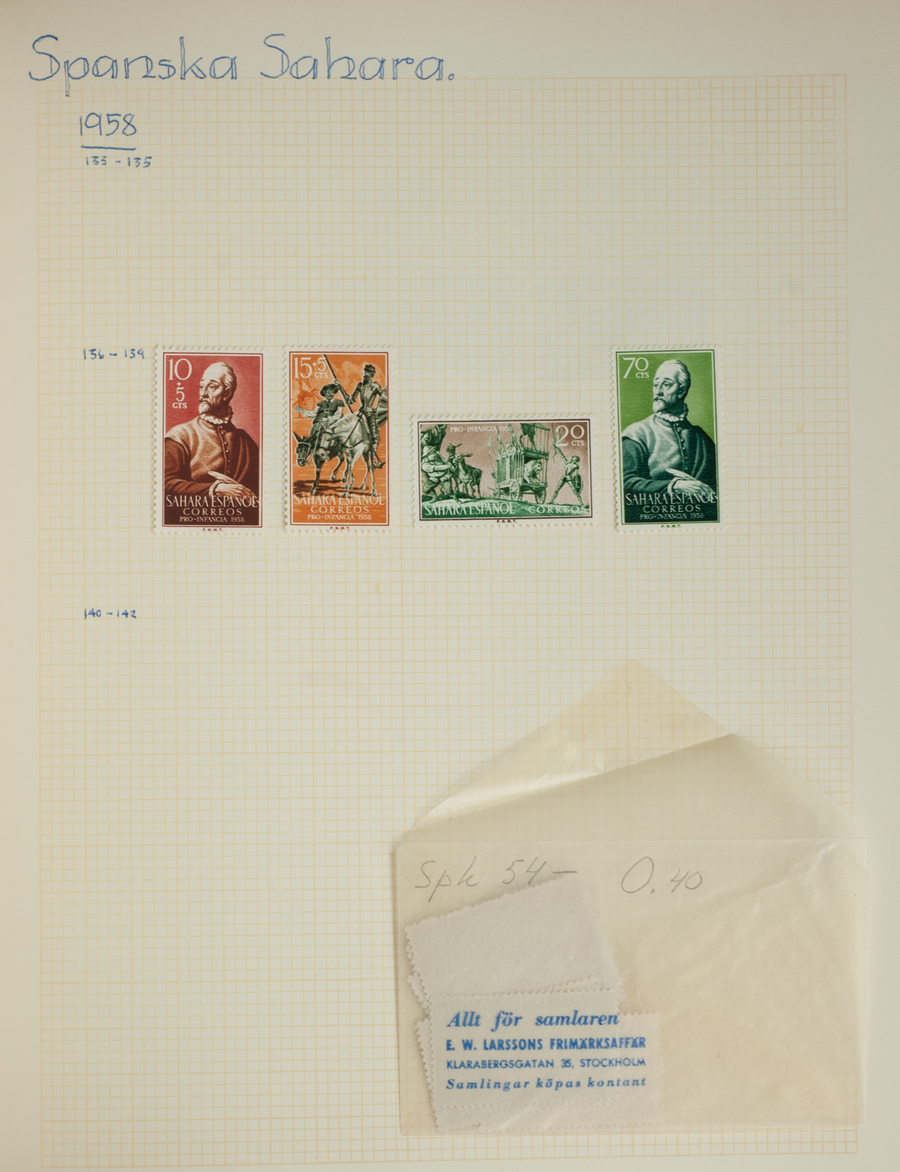 Spanska Sahara.
1958
133 - 135
136 - 139
10
+
5
CTS
SAHARA ESPAÑOL
CORREOS
PRO-INFANCIA 1958
F.N.M.T.
15+5
CTS
SAHARA ESPAÑOL
CORREOS
PRO-INFANCIA 1958
F.N.M.T.
PRO-INFANCIA 1958
20
CTS
SAHARA ESPAÑOL CORREOS
F.N.M.T.
70
CTS
SAHARA ESPAÑOL
CORREOS
PRO-INFANCIA 1958
F.N.M.T.
140 - 142
Spk 54- 0.40
Allt för samlaren
E. W. LARSSONS FRIMÄRKSAFFÄR
KLARABERGSGATAN 35, STOCKHOLM
Samlingar köpas kontant